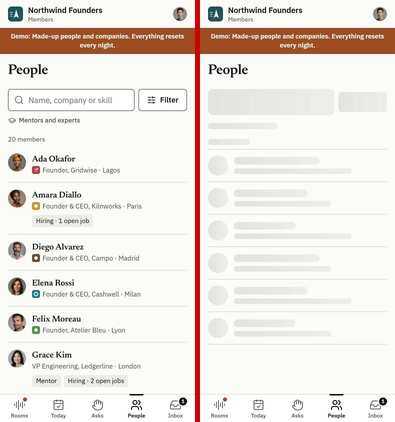 Northwind Founders
Members
Demo: Made-up people and companies. Everything resets
every night.
People
Name, company or skill
Filter
Mentors and experts
20 members
Ada Okafor
Founder, Gridwise · Lagos
Amara Diallo
Founder & CEO, Kilnworks · Paris
Hiring · 1 open job
Diego Alvarez
Founder & CEO, Campo · Madrid
Elena Rossi
Founder & CEO, Cashwell · Milan
Felix Moreau
Founder, Atelier Bleu · Lyon
Grace Kim
VP Engineering, Ledgerline · London
Mentor
Hiring · 2 open jobs
Rooms
Today
Asks
People
1
Inbox
Northwind Founders
Members
Demo: Made-up people and companies. Everything resets
every night.
People
Rooms
Today
Asks
People
1
Inbox